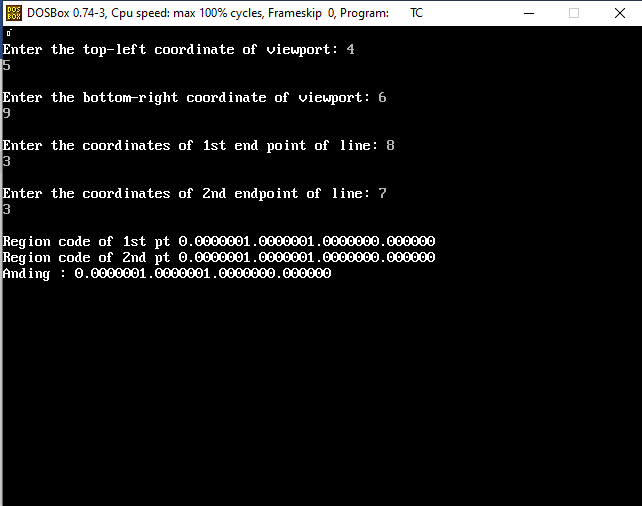 DOSBox 0.74-3, Cpu speed: max 100% cycles, Frameskip 0, Program: TC
Enter the top-left coordinate of viewport: 4
5
Enter the bottom-right coordinate of viewport: 6
9
Enter the coordinates of 1st end point of line: 8
3
Enter the coordinates of 2nd endpoint of line: 7
3
Region code of 1st pt 0.0000001.0000001.0000000.000000
Region code of 2nd pt 0.0000001.0000001.0000000.000000
Anding : 0.0000001.0000001.0000000.000000